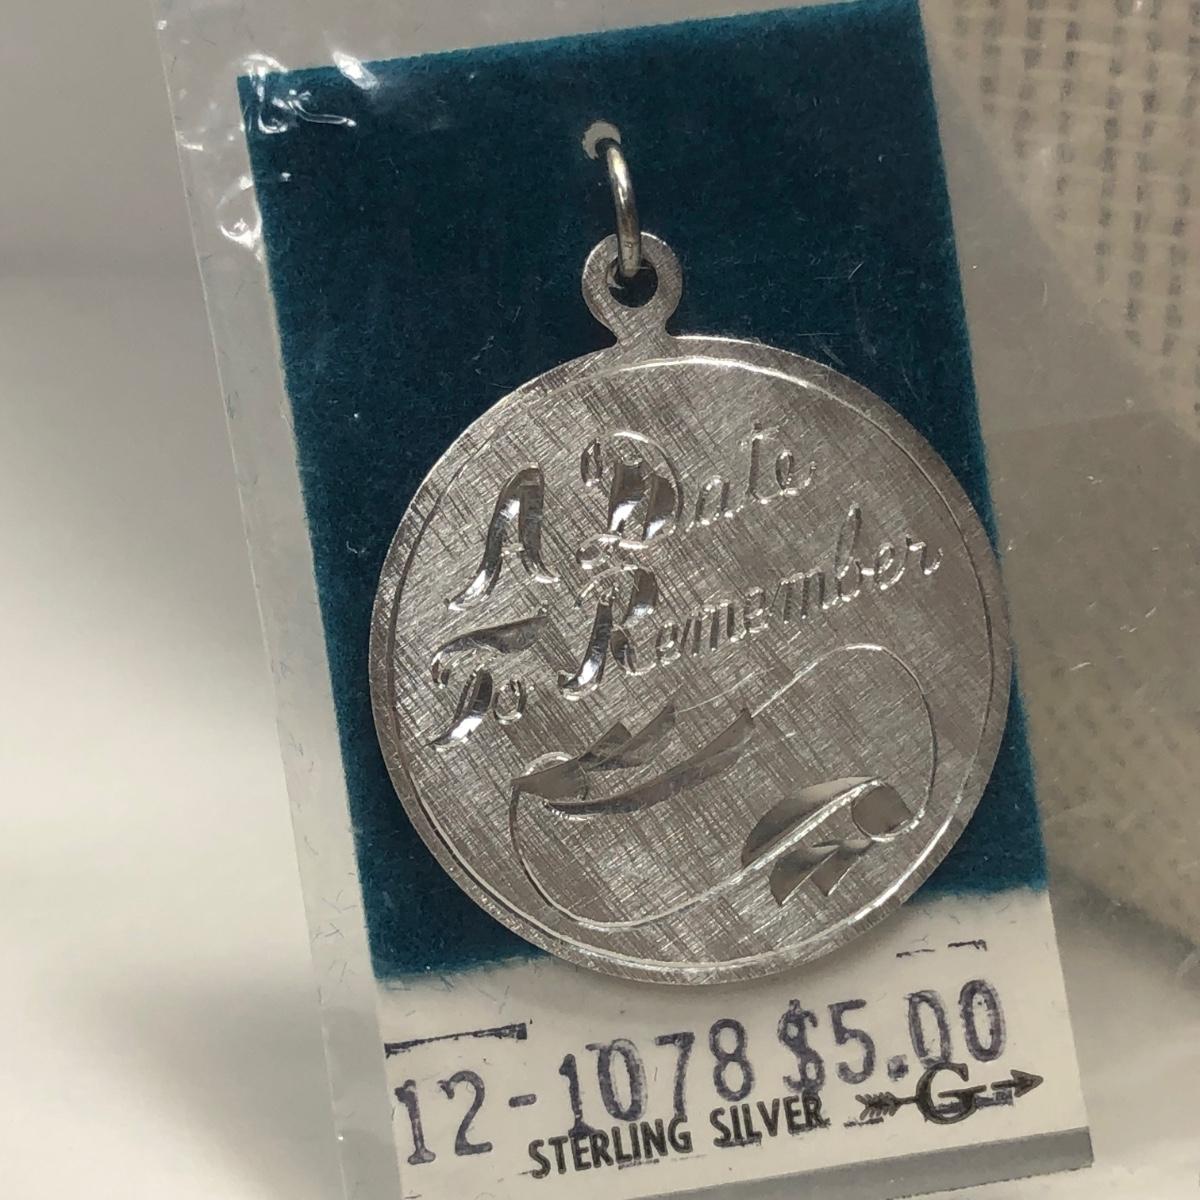 A Date
To Remember
12-1078 $5.00
STERLING SILVER G